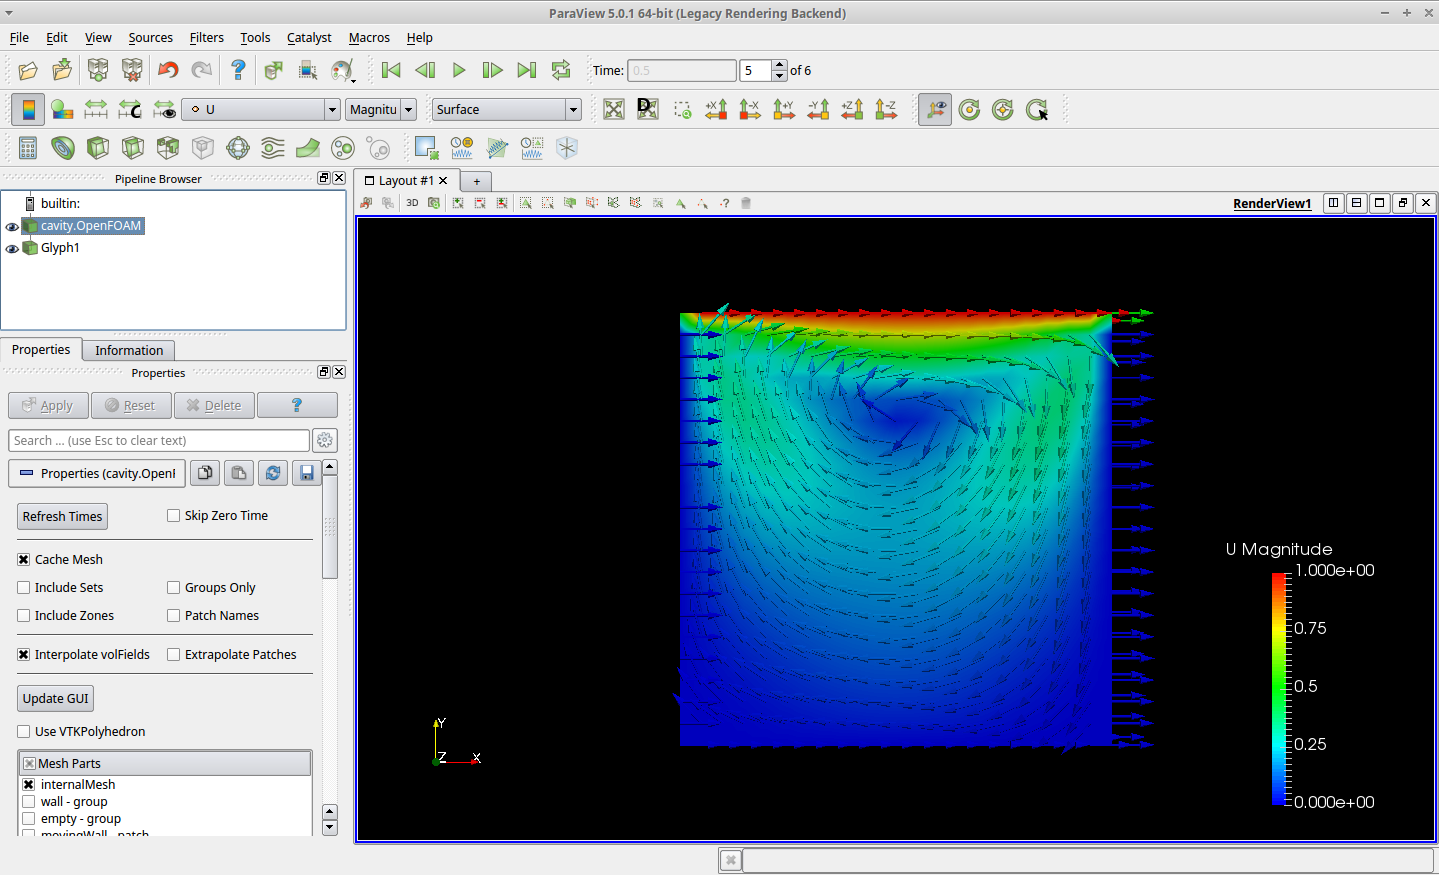 ParaView 5.0.1 64-bit (Legacy Rendering Backend)
File Edit View Sources Filters Tools Catalyst Macros Help
Time: 0.5 5 of 6
U Magnitu Surface
+X -X +Y -Y +Z -Z
Pipeline Browser
Layout #1
builtin:
3D
RenderView1
cavity.OpenFOAM
Glyph1
Properties Information
Properties
Apply Reset Delete ?
Search ... (use Esc to clear text)
Properties (cavity.OpenF
Refresh Times Skip Zero Time
Cache Mesh
Include Sets Groups Only
Include Zones Patch Names
Interpolate volFields Extrapolate Patches
Update GUI
Use VTKPolyhedron
Mesh Parts
internalMesh
wall - group
empty - group
movingWall - patch
Y
Z X
U Magnitude
1.000e+00
0.75
0.5
0.25
0.000e+00